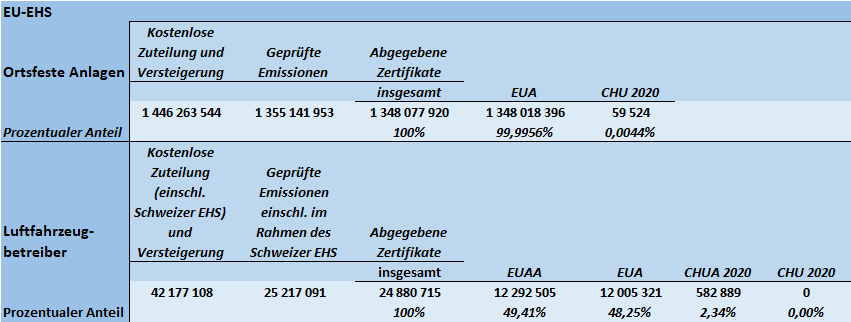 EU-EHS
Ortsfeste Anlagen
Kostenlose
Zuteilung und
Versteigerung
Geprüfte
Emissionen
Abgegebene
Zertifikate
insgesamt EUA CHU 2020
1 446 263 544 1 355 141 953 1 348 077 920 1 348 018 396 59 524
Prozentualer Anteil 100% 99,9956% 0,0044%
Luftfahrzeug-
betreiber
Kostenlose
Zuteilung
(einschl.
Schweizer EHS)
und
Versteigerung
Geprüfte
Emissionen
einschl. im
Rahmen des
Schweizer EHS
Abgegebene
Zertifikate
insgesamt EUAA EUA CHUA 2020 CHU 2020
42 177 108 25 217 091 24 880 715 12 292 505 12 005 321 582 889 0
Prozentualer Anteil 100% 49,41% 48,25% 2,34% 0,00%